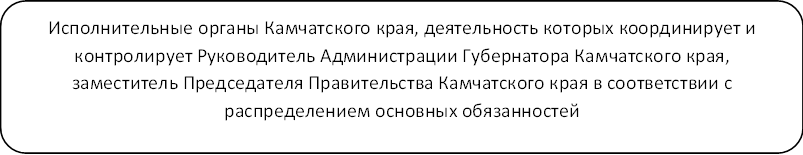 Исполнительные органы Камчатского края, деятельность которых координирует и
контролирует Руководитель Администрации Губернатора Камчатского края,
заместитель Председателя Правительства Камчатского края в соответствии с
распределением основных обязанностей